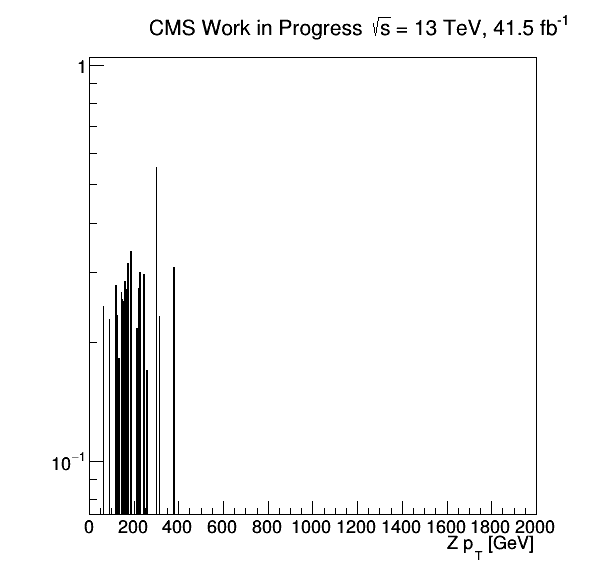 CMS Work in Progress √s = 13 TeV, 41.5 fb⁻¹
1
10⁻¹
0 200 400 600 800 1000 1200 1400 1600 1800 2000
Z p_T [GeV]